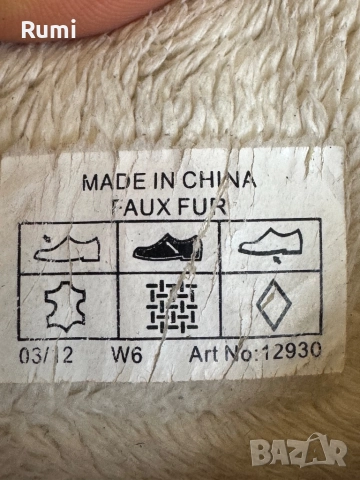 Rumi
MADE IN CHINA
FAUX FUR
03/12 W6 Art No:12930
BAZAR